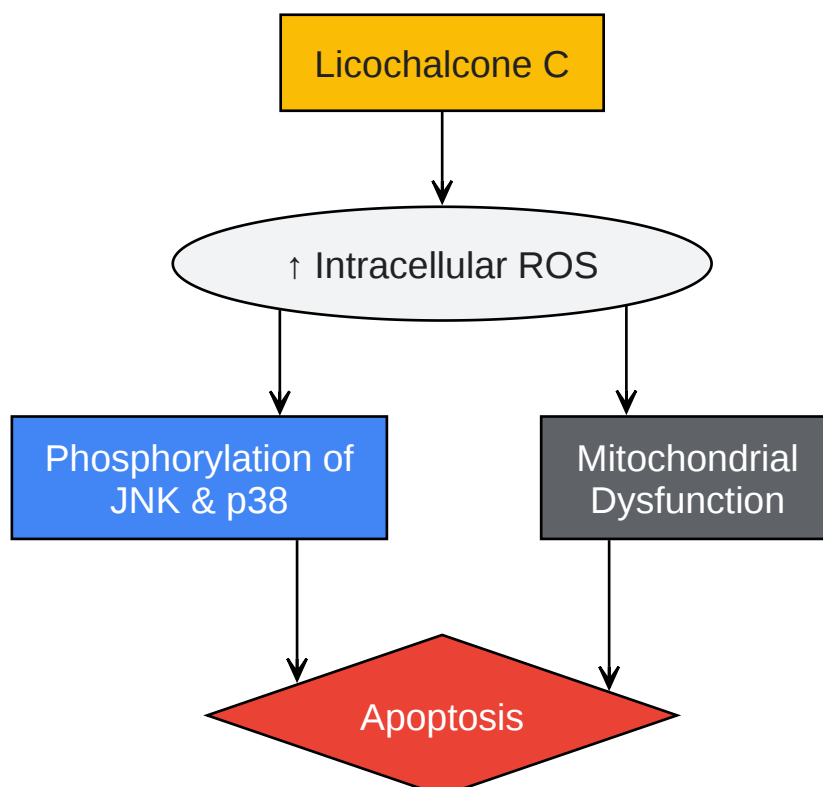 Licochalcone C
↑ Intracellular ROS
Phosphorylation of
JNK & p38
Mitochondrial
Dysfunction
Apoptosis